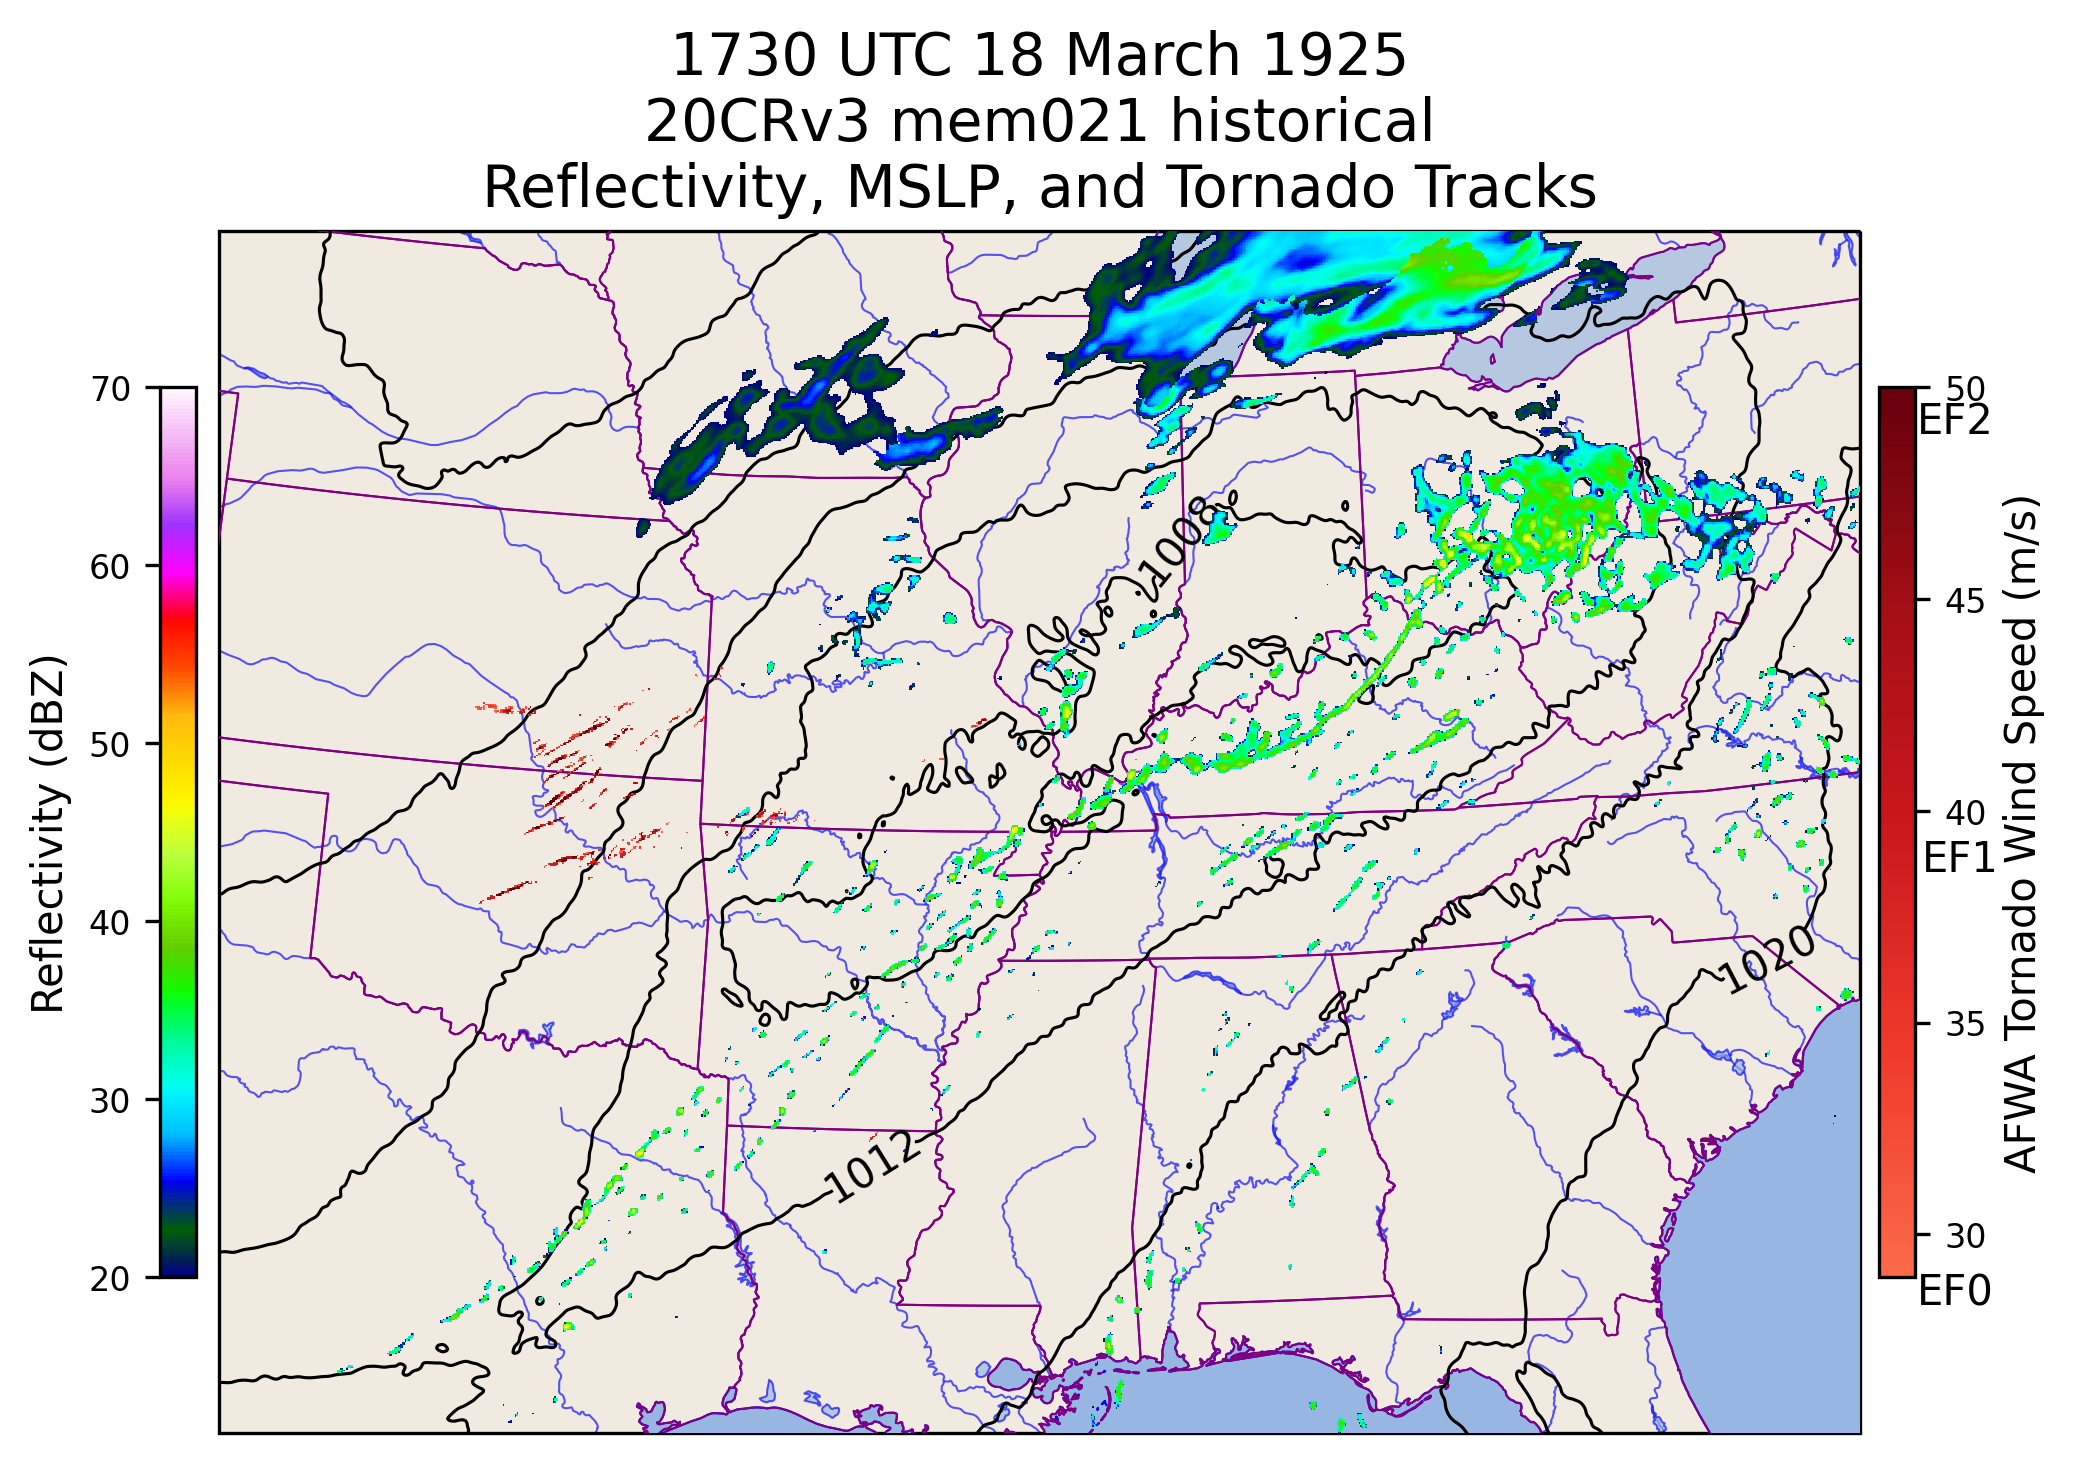 1730 UTC 18 March 1925
20CRv3 mem021 historical
Reflectivity, MSLP, and Tornado Tracks
Reflectivity (dBZ)
70
60
50
40
30
20
1008
1012
1020
50
EF2
45
40
EF1
35
30
EF0
AFWA Tornado Wind Speed (m/s)